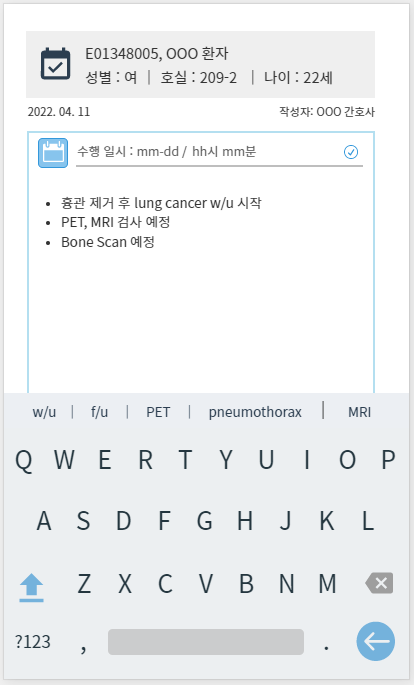 E01348005, OOO 환자
성별 : 여 | 호실 : 209-2 | 나이 : 22세
2022. 04. 11 작성자: OOO 간호사
수행 일시 : mm-dd / hh시 mm분
• 흉관 제거 후 lung cancer w/u 시작
• PET, MRI 검사 예정
• Bone Scan 예정
w/u | f/u | PET | pneumothorax | MRI
Q W E R T Y U I O P
A S D F G H J K L
Z X C V B N M
?123 , .